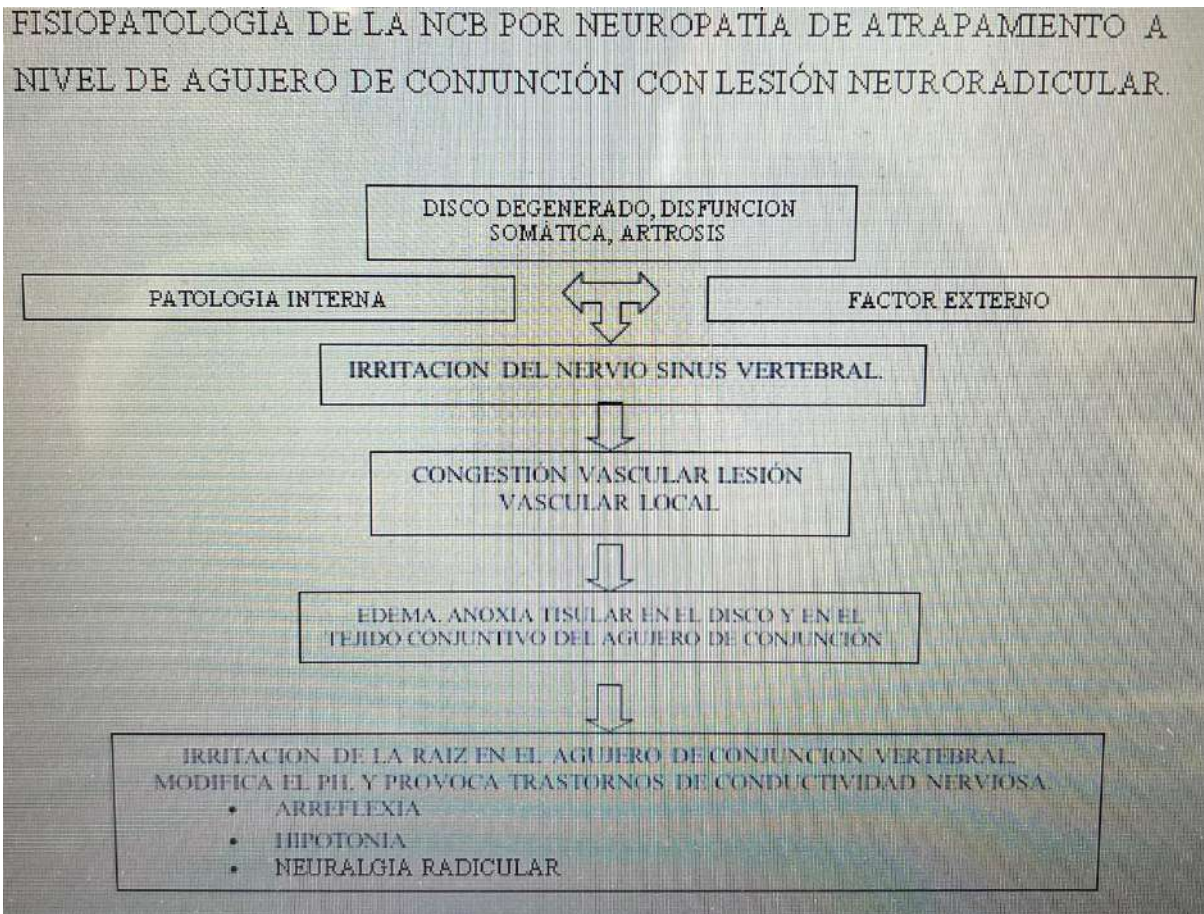 FISIOPATOLOGÍA DE LA NCB POR NEUROPATÍA DE ATRAPAMIENTO A
NIVEL DE AGUJERO DE CONJUNCIÓN CON LESIÓN NEURORADICULAR.
DISCO DEGENERADO, DISFUNCION
SOMÁTICA, ARTROSIS
PATOLOGIA INTERNA
FACTOR EXTERNO
IRRITACION DEL NERVIO SINUS VERTEBRAL.
CONGESTIÓN VASCULAR LESIÓN
VASCULAR LOCAL
EDEMA. ANOXIA TISULAR EN EL DISCO Y EN EL
TEJIDO CONJUNTIVO DEL AGUJERO DE CONJUNCIÓN
IRRITACION DE LA RAIZ EN EL AGUJERO DE CONJUNCION VERTEBRAL.
MODIFICA EL PH. Y PROVOCA TRASTORNOS DE CONDUCTIVIDAD NERVIOSA.
• ARREFLEXIA
• HIPOTONIA
• NEURALGIA RADICULAR